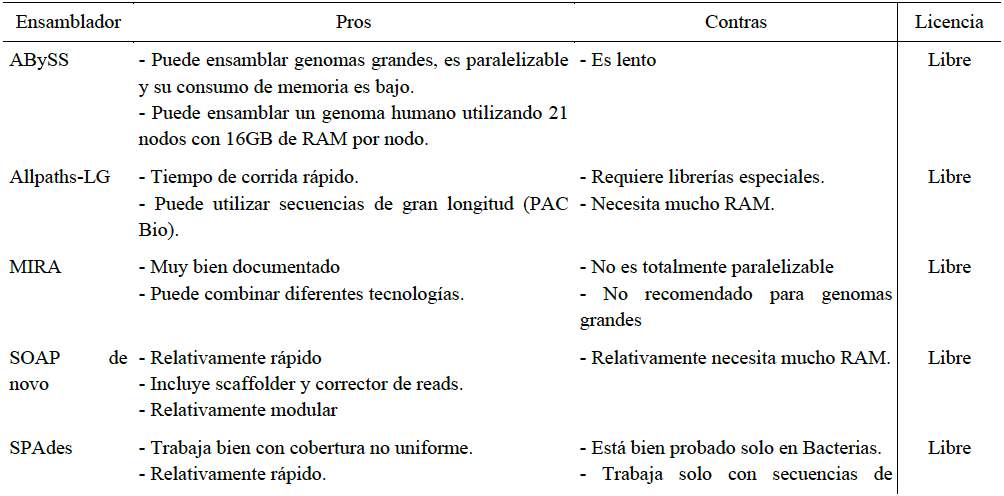 Ensamblador Pros Contras Licencia
ABySS - Puede ensamblar genomas grandes, es paralelizable - Es lento Libre
y su consumo de memoria es bajo.
- Puede ensamblar un genoma humano utilizando 21
nodos con 16GB de RAM por nodo.
Allpaths-LG - Tiempo de corrida rápido. - Requiere librerías especiales. Libre
- Puede utilizar secuencias de gran longitud (PAC - Necesita mucho RAM.
Bio).
MIRA - Muy bien documentado - No es totalmente paralelizable Libre
- Puede combinar diferentes tecnologías. - No recomendado para genomas
grandes
SOAP de - Relativamente rápido - Relativamente necesita mucho RAM. Libre
novo - Incluye scaffolder y corrector de reads.
- Relativamente modular
SPAdes - Trabaja bien con cobertura no uniforme. - Está bien probado solo en Bacterias. Libre
- Relativamente rápido. - Trabaja solo con secuencias de